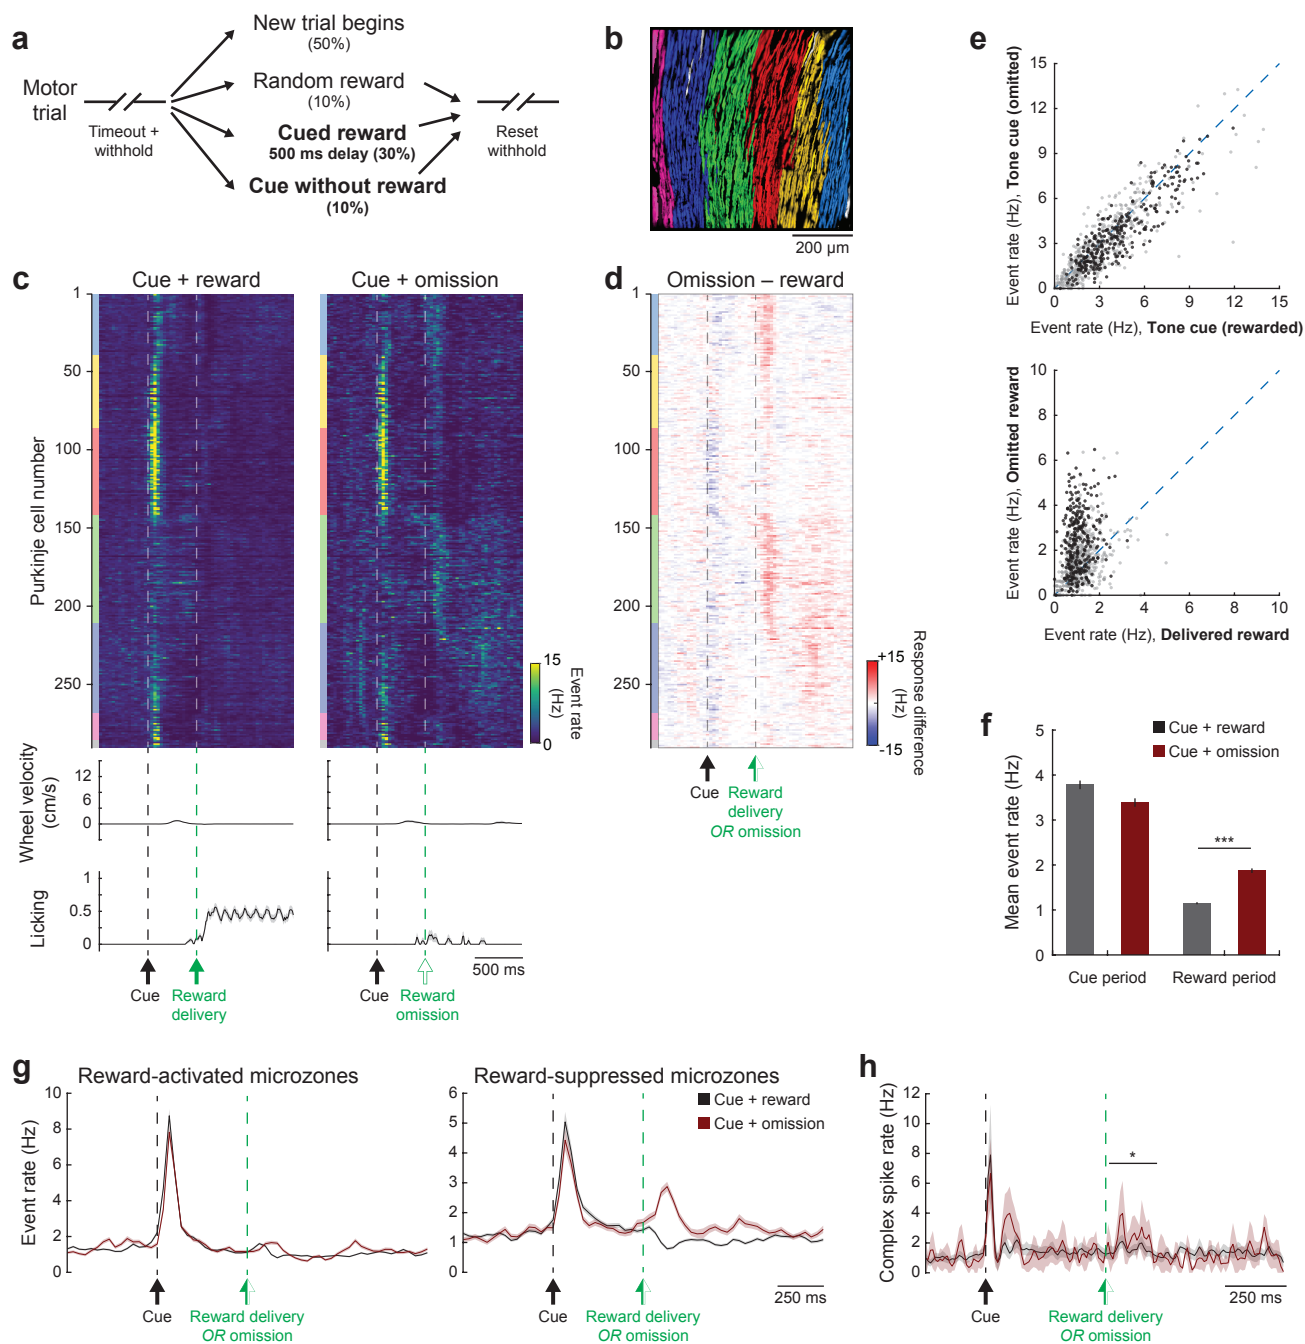 a
Motor
trial
Timeout +
withhold
New trial begins
(50%)
Random reward
(10%)
Cued reward
500 ms delay (30%)
Cue without reward
(10%)
Reset
withhold
b
200 µm
c
Cue + reward
Cue + omission
Purkinje cell number
1
50
100
150
200
250
15
0
Event rate
(Hz)
Wheel velocity
(cm/s)
12
6
0
Licking
1
0.5
0
Cue
Reward
delivery
Cue
Reward
omission
500 ms
d
Omission – reward
1
50
100
150
200
250
+15
-15
Response difference
(Hz)
Cue
Reward
delivery
OR omission
e
Event rate (Hz), Tone cue (omitted)
15
12
9
6
3
0
0 3 6 9 12 15
Event rate (Hz), Tone cue (rewarded)
Event rate (Hz), Omitted reward
10
8
6
4
2
0
0 2 4 6 8 10
Event rate (Hz), Delivered reward
f
Cue + reward
Cue + omission
Mean event rate (Hz)
5
4
3
2
1
0
***
Cue period
Reward period
g
Reward-activated microzones
Event rate (Hz)
10
8
6
4
2
0
Cue
Reward delivery
OR omission
Reward-suppressed microzones
Cue + reward
Cue + omission
6
5
4
3
2
1
0
Cue
Reward delivery
OR omission
250 ms
h
Complex spike rate (Hz)
12
10
8
6
4
2
0
*
Cue
Reward delivery
OR omission
250 ms